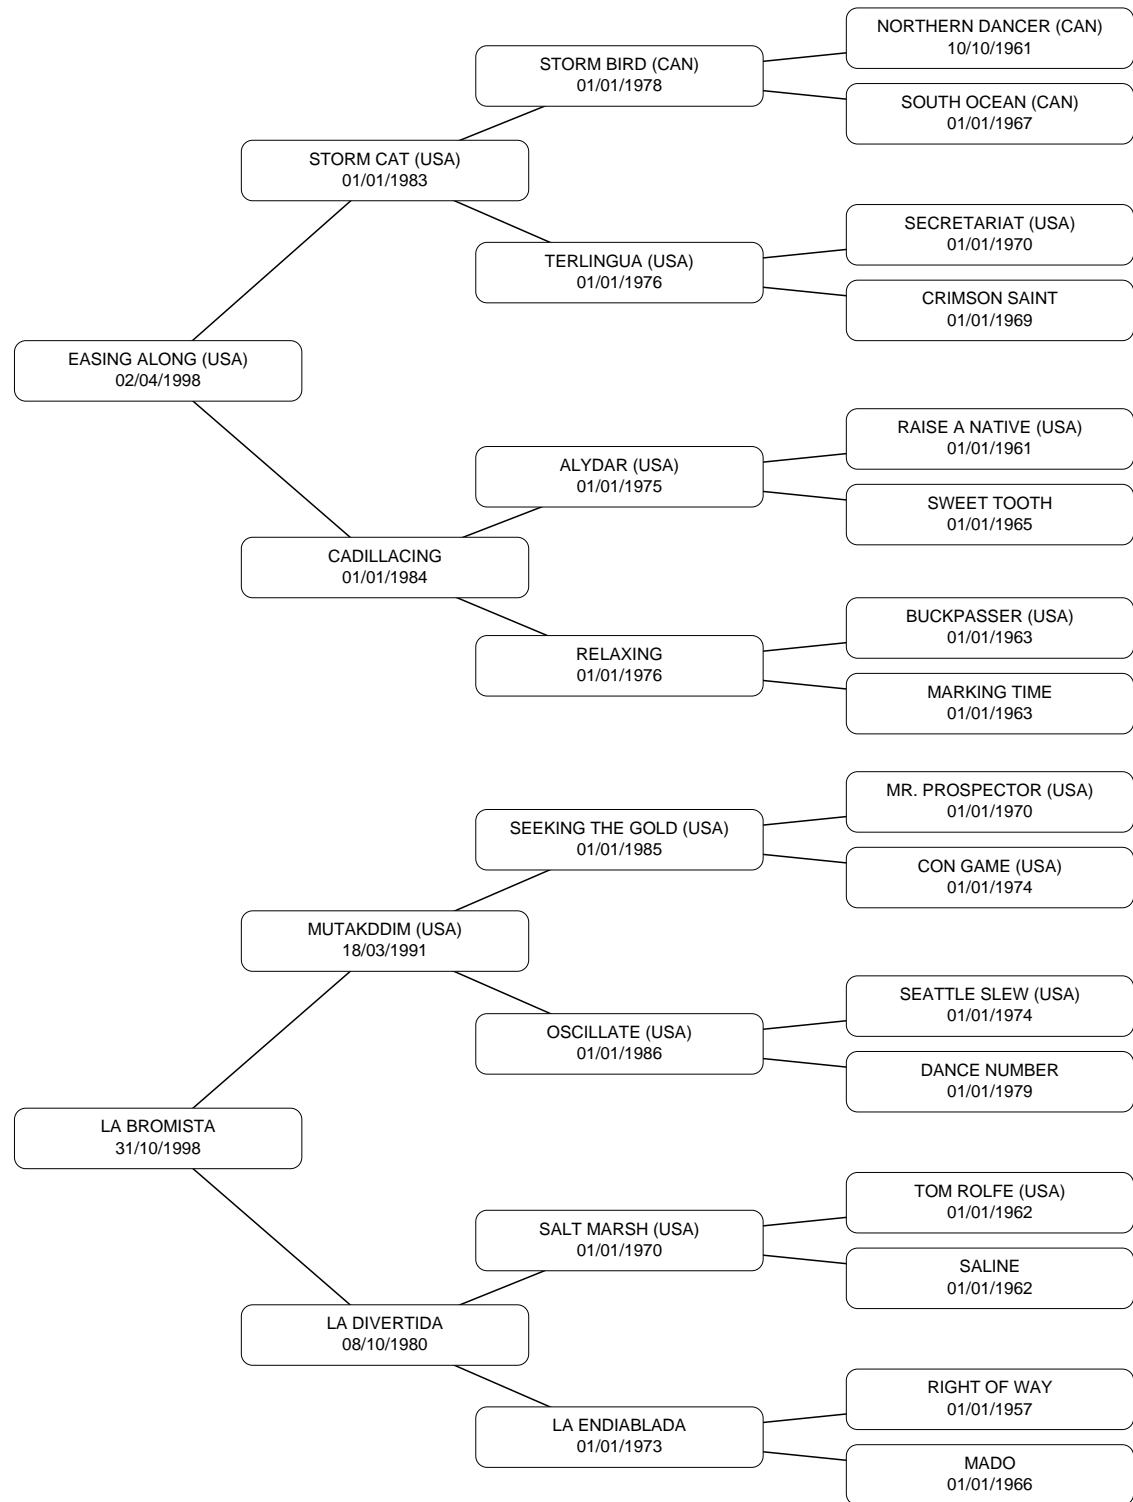 NORTHERN DANCER (CAN)
10/10/1961
STORM BIRD (CAN)
01/01/1978
SOUTH OCEAN (CAN)
01/01/1967
STORM CAT (USA)
01/01/1983
SECRETARIAT (USA)
01/01/1970
TERLINGUA (USA)
01/01/1976
CRIMSON SAINT
01/01/1969
EASING ALONG (USA)
02/04/1998
RAISE A NATIVE (USA)
01/01/1961
ALYDAR (USA)
01/01/1975
SWEET TOOTH
01/01/1965
CADILLACING
01/01/1984
BUCKPASSER (USA)
01/01/1963
RELAXING
01/01/1976
MARKING TIME
01/01/1963
MR. PROSPECTOR (USA)
01/01/1970
SEEKING THE GOLD (USA)
01/01/1985
CON GAME (USA)
01/01/1974
MUTAKDDIM (USA)
18/03/1991
SEATTLE SLEW (USA)
01/01/1974
OSCILLATE (USA)
01/01/1986
DANCE NUMBER
01/01/1979
LA BROMISTA
31/10/1998
TOM ROLFE (USA)
01/01/1962
SALT MARSH (USA)
01/01/1970
SALINE
01/01/1962
LA DIVERTIDA
08/10/1980
RIGHT OF WAY
01/01/1957
LA ENDIABLADA
01/01/1973
MADO
01/01/1966